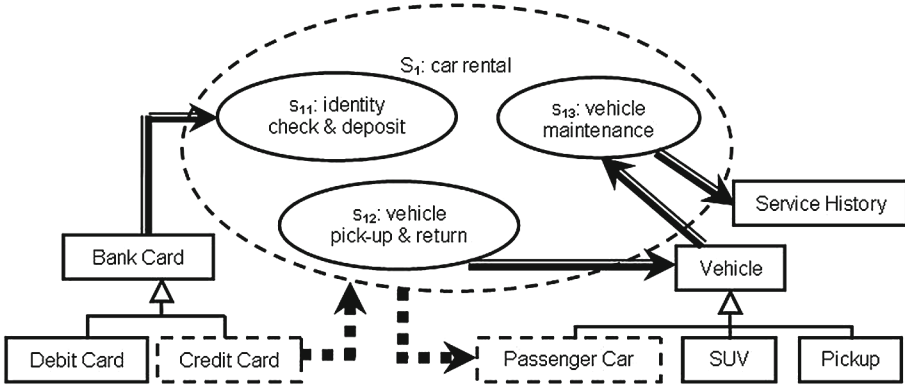 S₁: car rental
s₁₁: identity
check & deposit
s₁₃: vehicle
maintenance
Service History
s₁₂: vehicle
pick-up & return
Bank Card
Vehicle
Debit Card
Credit Card
Passenger Car
SUV
Pickup